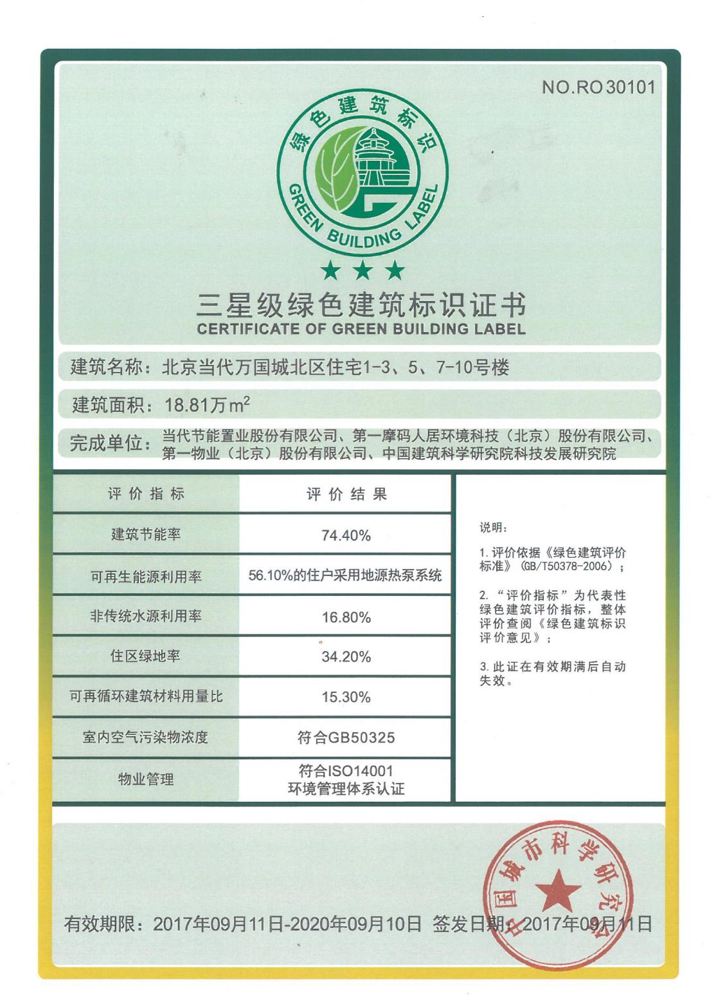 NO.RO30101
绿色建筑标识
GREEN BUILDING LABEL
三星级绿色建筑标识证书
CERTIFICATE OF GREEN BUILDING LABEL
建筑名称：北京当代万国城北区住宅1-3、5、7-10号楼
建筑面积：18.81万m²
完成单位：当代节能置业股份有限公司、第一摩码人居环境科技（北京）股份有限公司、
第一物业（北京）股份有限公司、中国建筑科学研究院科技发展研究院
评价指标 评价结果
建筑节能率 74.40%
可再生能源利用率 56.10%的住户采用地源热泵系统
非传统水源利用率 16.80%
住区绿地率 34.20%
可再循环建筑材料用量比 15.30%
室内空气污染物浓度 符合GB50325
物业管理 符合ISO14001
环境管理体系认证
说明：
1.评价依据《绿色建筑评价
标准》（GB/T50378-2006）；
2.“评价指标”为代表性
绿色建筑评价指标，整体
评价查阅《绿色建筑标识
评价意见》；
3.此证在有效期满后自动
失效。
中国城市科学研究会
有效期限：2017年09月11日-2020年09月10日 签发日期：2017年09月11日